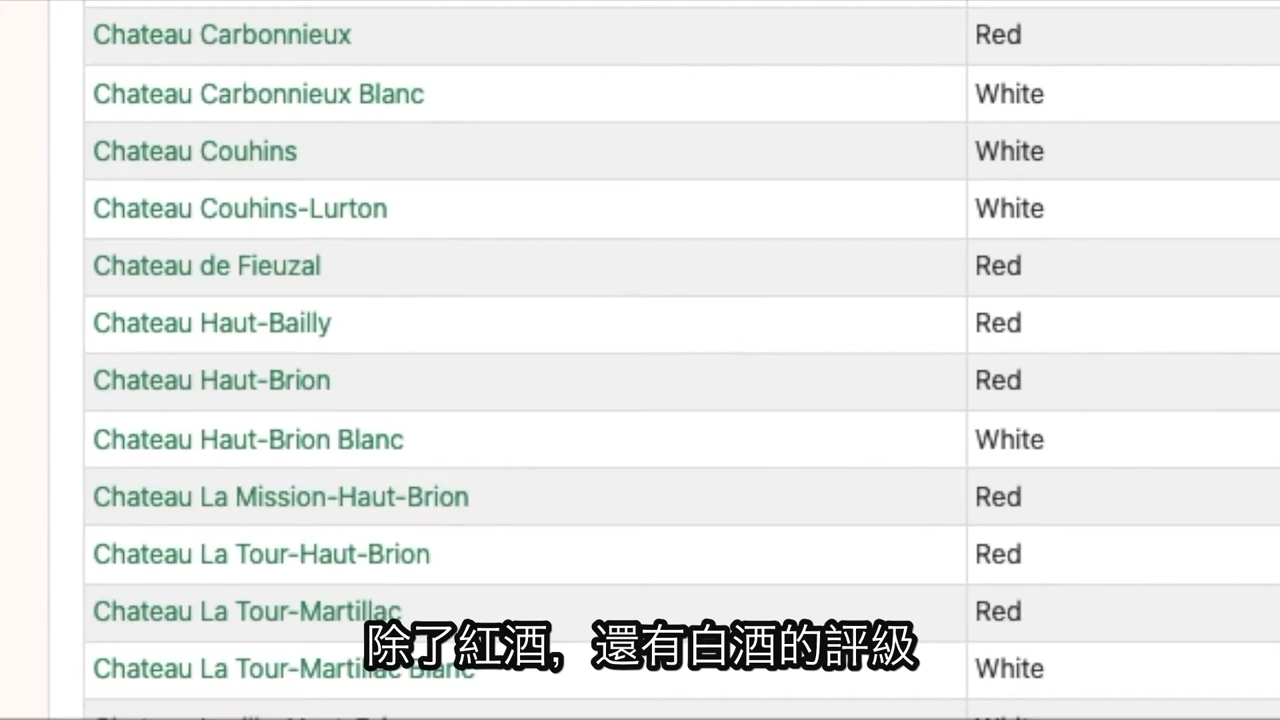 Chateau Carbonnieux Red
Chateau Carbonnieux Blanc White
Chateau Couhins White
Chateau Couhins-Lurton White
Chateau de Fieuzal Red
Chateau Haut-Bailly Red
Chateau Haut-Brion Red
Chateau Haut-Brion Blanc White
Chateau La Mission-Haut-Brion Red
Chateau La Tour-Haut-Brion Red
Chateau La Tour-Martillac Red
除了紅酒，還有白酒的評級
Chateau La Tour-Martillac Blanc White